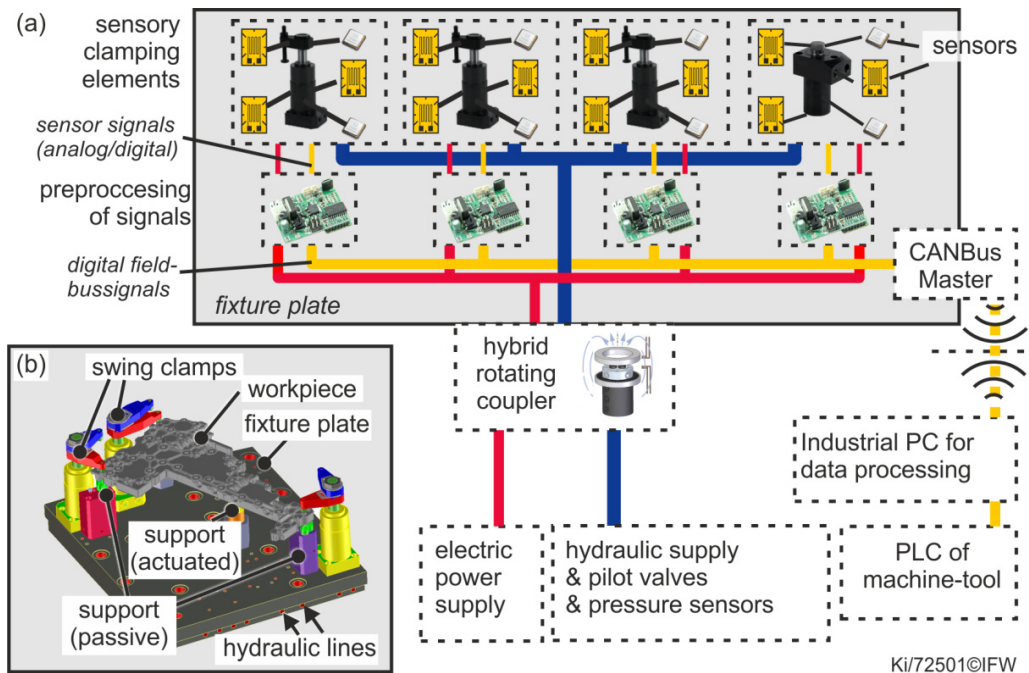 (a)
sensory
clamping
elements
sensors
sensor signals
(analog/digital)
preproccesing
of signals
digital field-
bussignals
fixture plate
CANBus
Master
hybrid
rotating
coupler
Industrial PC for
data processing
electric
power
supply
hydraulic supply
& pilot valves
& pressure sensors
PLC of
machine-tool
(b)
swing clamps
workpiece
fixture plate
support
(actuated)
support
(passive)
hydraulic lines
Ki/72501©IFW